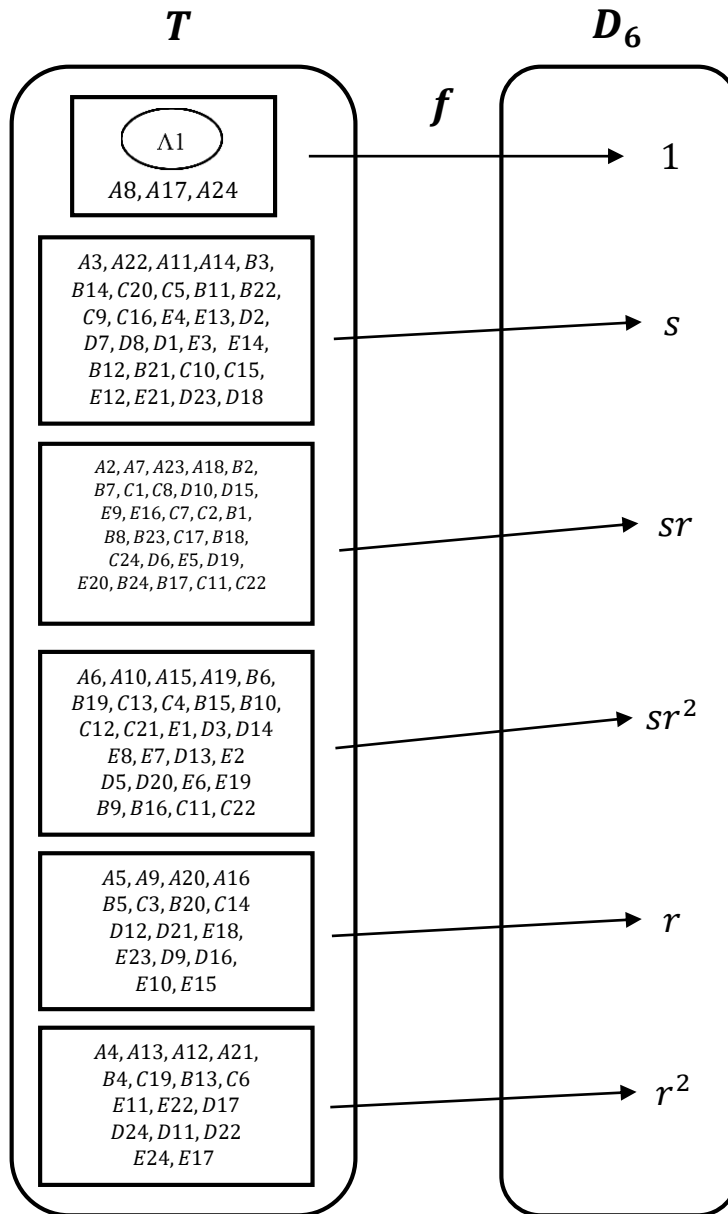 T
D₆
f
Λ1
A8, A17, A24
1
A3, A22, A11,A14, B3,
B14, C20, C5, B11, B22,
C9, C16, E4, E13, D2,
D7, D8, D1, E3, E14,
B12, B21, C10, C15,
E12, E21, D23, D18
s
A2, A7, A23, A18, B2,
B7, C1, C8, D10, D15,
E9, E16, C7, C2, B1,
B8, B23, C17, B18,
C24, D6, E5, D19,
E20, B24, B17, C11, C22
sr
A6, A10, A15, A19, B6,
B19, C13, C4, B15, B10,
C12, C21, E1, D3, D14
E8, E7, D13, E2
D5, D20, E6, E19
B9, B16, C11, C22
sr²
A5, A9, A20, A16
B5, C3, B20, C14
D12, D21, E18,
E23, D9, D16,
E10, E15
r
A4, A13, A12, A21,
B4, C19, B13, C6
E11, E22, D17
D24, D11, D22
E24, E17
r²